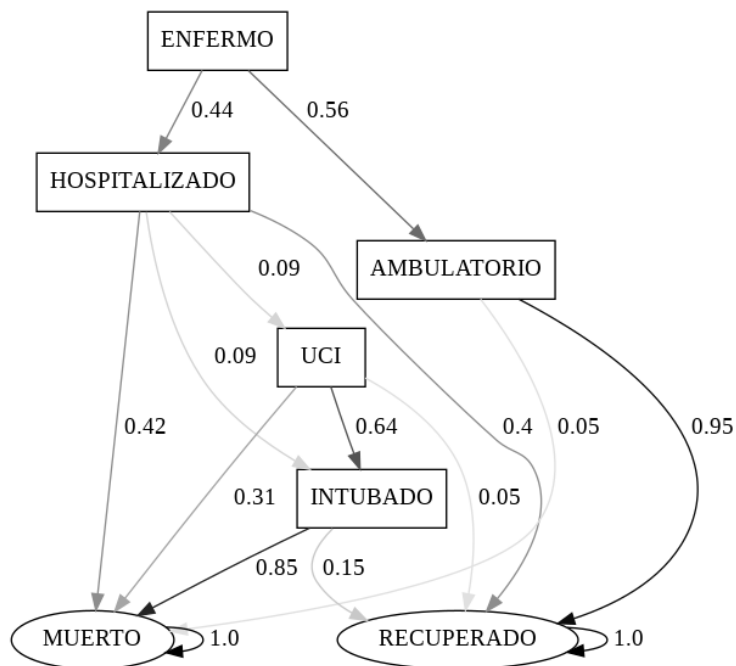 ENFERMO
0.44
0.56
HOSPITALIZADO
AMBULATORIO
0.09
UCI
0.09
0.42
0.64
0.4
0.05
0.95
0.31
INTUBADO
0.05
0.85
0.15
MUERTO
1.0
RECUPERADO
1.0